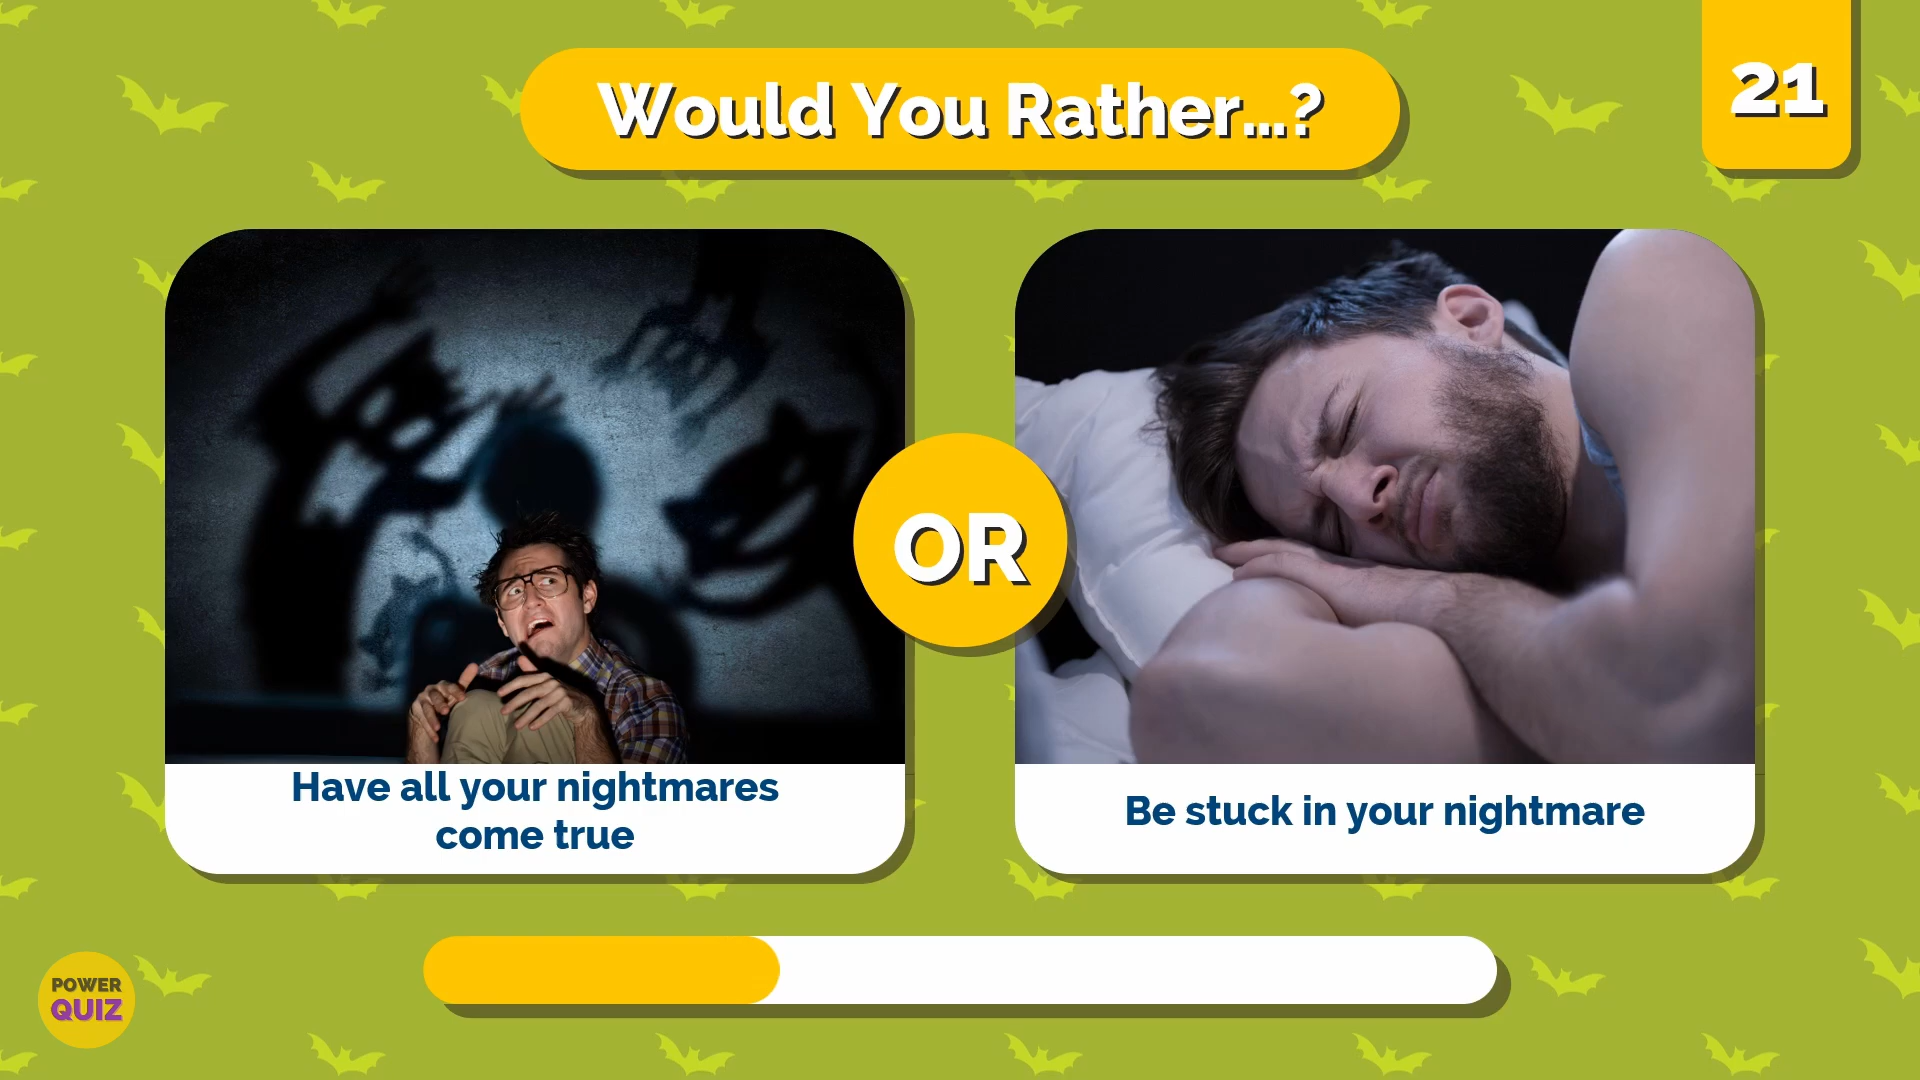 Would You Rather...?
21
OR
Have all your nightmares
come true
Be stuck in your nightmare
POWER
QUIZ